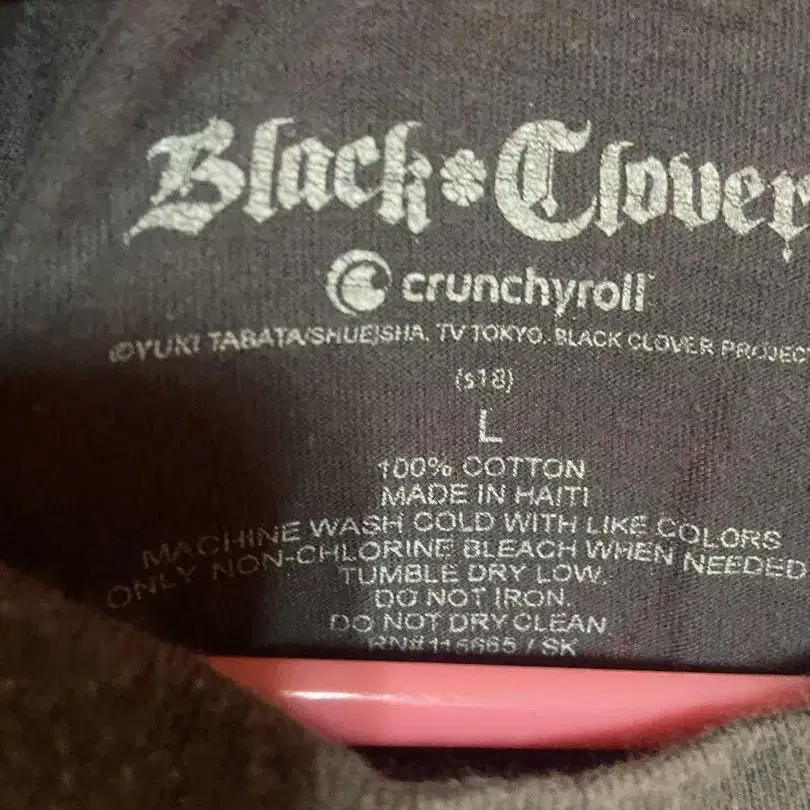 Black Clover
crunchyroll
©YUKI TABATA/SHUEISHA, TV TOKYO, BLACK CLOVER PROJECT
(s18)
L
100% COTTON
MADE IN HAITI
MACHINE WASH COLD WITH LIKE COLORS
ONLY NON-CHLORINE BLEACH WHEN NEEDED
TUMBLE DRY LOW.
DO NOT IRON.
DO NOT DRY CLEAN.
RN# / SK